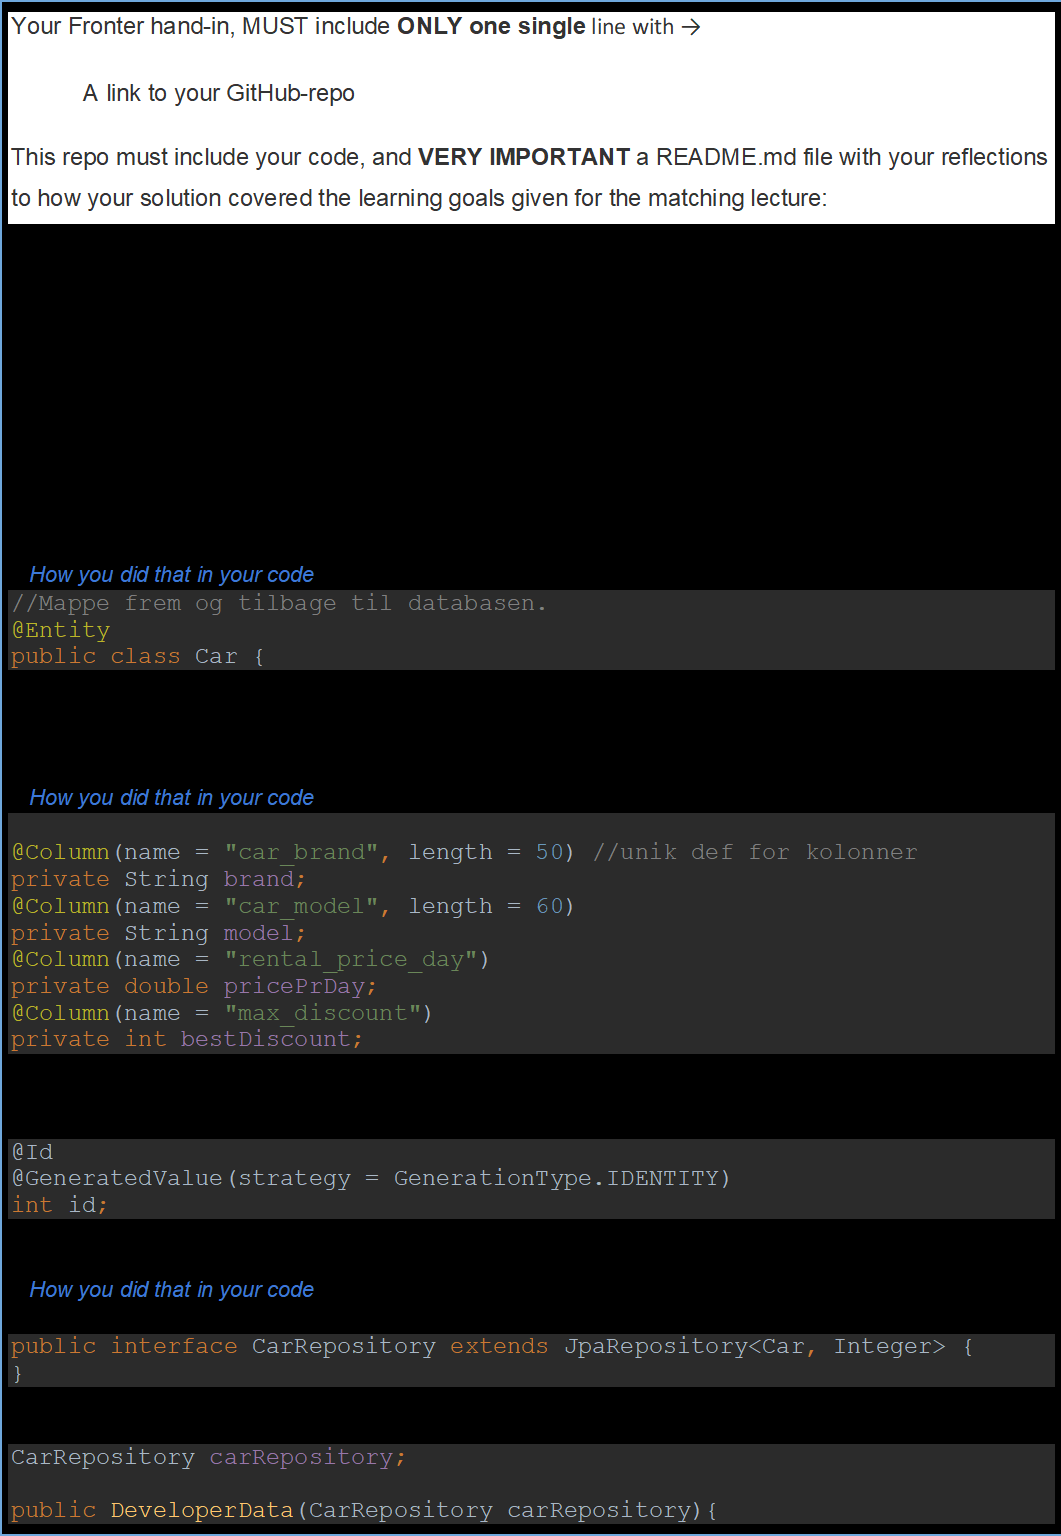 Your Fronter hand-in, MUST include ONLY one single line with →
A link to your GitHub-repo
This repo must include your code, and VERY IMPORTANT a README.md file with your reflections
to how your solution covered the learning goals given for the matching lecture:
How you did that in your code
//Mappe frem og tilbage til databasen.
@Entity
public class Car {
How you did that in your code
@Column(name = "car_brand", length = 50) //unik def for kolonner
private String brand;
@Column(name = "car_model", length = 60)
private String model;
@Column(name = "rental_price_day")
private double pricePrDay;
@Column(name = "max_discount")
private int bestDiscount;
@Id
@GeneratedValue(strategy = GenerationType.IDENTITY)
int id;
How you did that in your code
public interface CarRepository extends JpaRepository<Car, Integer> {
}
CarRepository carRepository;
public DeveloperData(CarRepository carRepository){